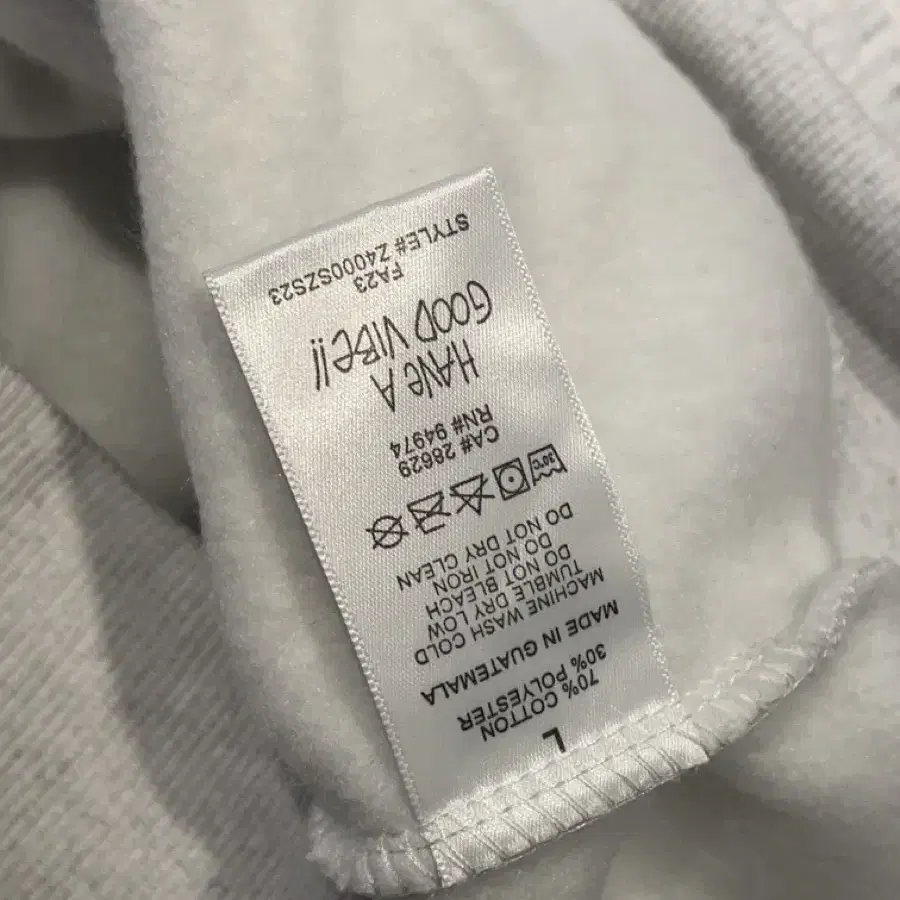 L
70% COTTON
30% POLYESTER
MADE IN GUATEMALA
MACHINE WASH COLD
TUMBLE DRY LOW
DO NOT BLEACH
DO NOT IRON
DO NOT DRY CLEAN
30°C
CA# 28629
RN# 94974
HAVE A
GOOD VIBE!!
FA23
STYLE# Z4000SZS23